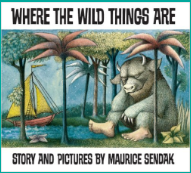 WHERE THE WILD THINGS ARE
STORY AND PICTURES BY MAURICE SENDAK